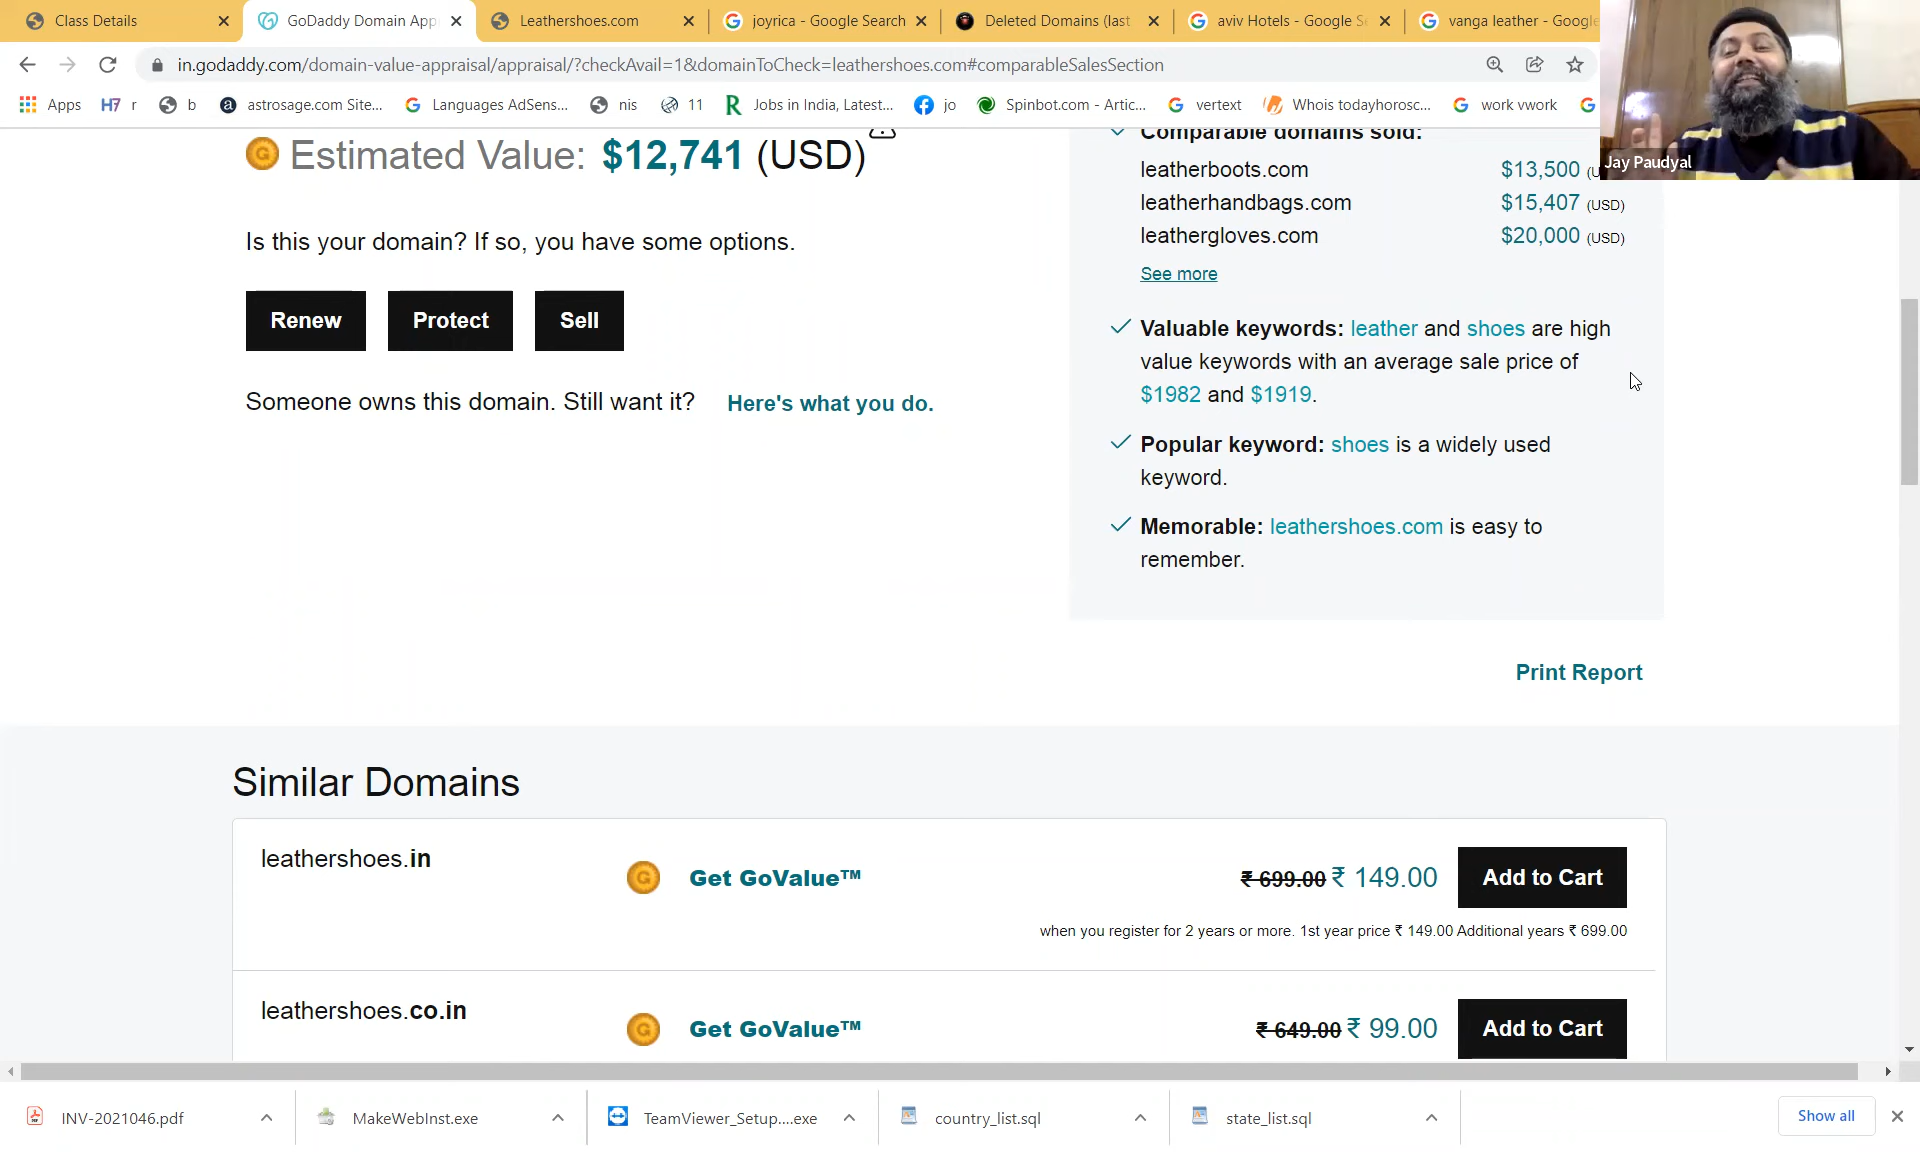 Class Details
GoDaddy Domain App
Leathershoes.com
joyrica - Google Search
Deleted Domains (last
aviv Hotels - Google Se
vanga leather - Google
in.godaddy.com/domain-value-appraisal/appraisal/?checkAvail=1&domainToCheck=leathershoes.com#comparableSalesSection
Apps
H7 r
b
astrosage.com Site...
Languages AdSens...
nis
11
Jobs in India, Latest...
jo
Spinbot.com - Artic...
vertext
Whois todayhorosc...
work vwork
Jay Paudyal
Estimated Value: $12,741 (USD)
Is this your domain? If so, you have some options.
Renew
Protect
Sell
Someone owns this domain. Still want it?
Here's what you do.
Comparable domains sold:
leatherboots.com $13,500
leatherhandbags.com $15,407 (USD)
leathergloves.com $20,000 (USD)
See more
Valuable keywords: leather and shoes are high
value keywords with an average sale price of
$1982 and $1919.
Popular keyword: shoes is a widely used
keyword.
Memorable: leathershoes.com is easy to
remember.
Print Report
Similar Domains
leathershoes.in
Get GoValue™
₹ 699.00 ₹ 149.00
Add to Cart
when you register for 2 years or more. 1st year price ₹ 149.00 Additional years ₹ 699.00
leathershoes.co.in
Get GoValue™
₹ 649.00 ₹ 99.00
Add to Cart
INV-2021046.pdf
MakeWebInst.exe
TeamViewer_Setup....exe
country_list.sql
state_list.sql
Show all